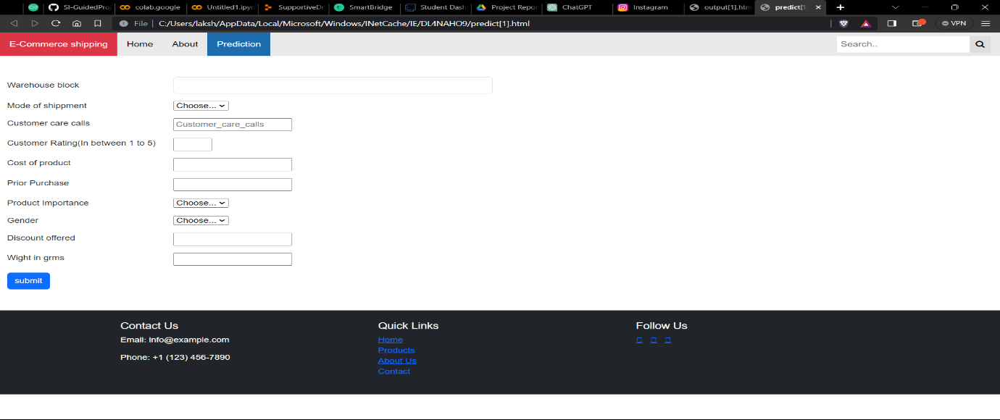 SI-GuidedProj colab.google Untitled1.ipyn SupportiveDr SmartBridge Student Dash Project Repor ChatGPT Instagram output[1].htm predict[1]
File C:/Users/laksh/AppData/Local/Microsoft/Windows/INetCache/IE/DL4NAHO9/predict[1].html VPN
E-Commerce shipping Home About Prediction Search..
Warehouse block
Mode of shippment Choose...
Customer care calls Customer_care_calls
Customer Rating(In between 1 to 5)
Cost of product
Prior Purchase
Product Importance Choose...
Gender Choose...
Discount offered
Wight in grms
submit
Contact Us Quick Links Follow Us
Email: info@example.com Home
Products
Phone: +1 (123) 456-7890 About Us
Contact